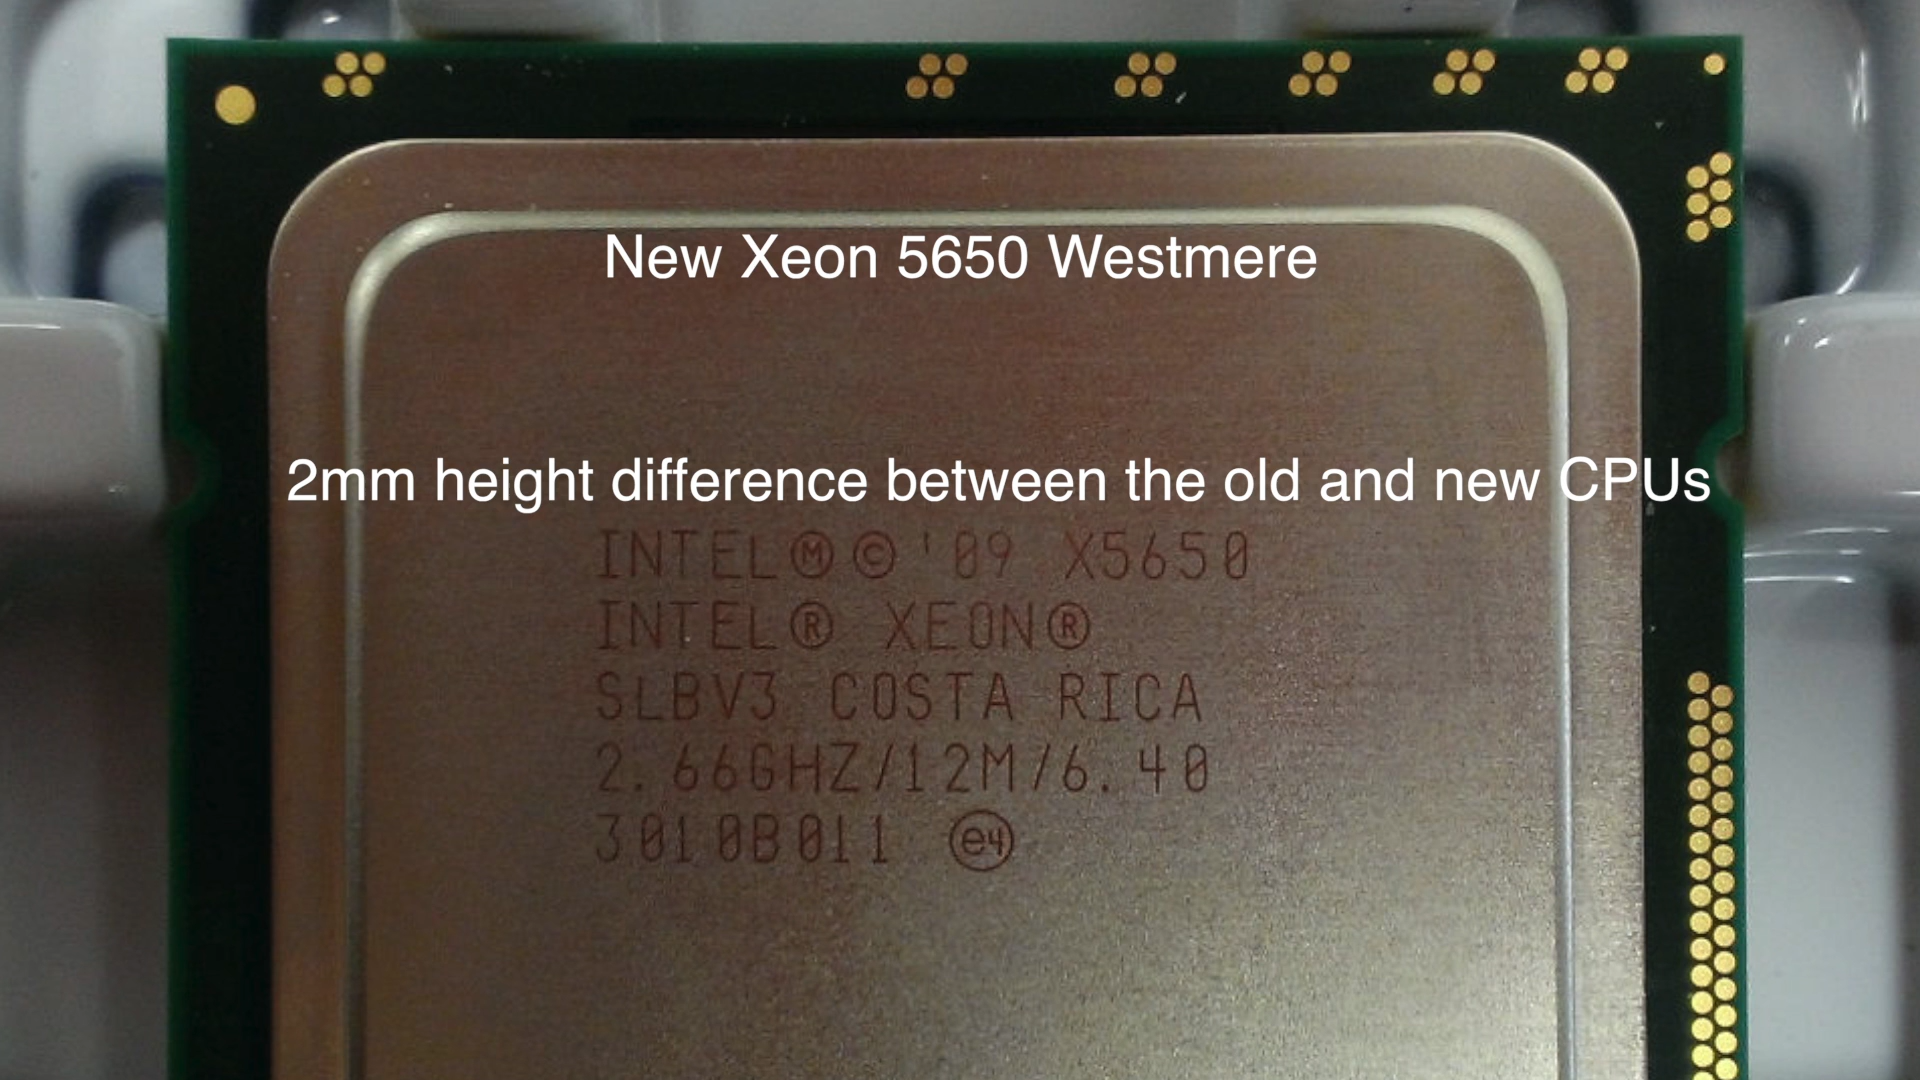 New Xeon 5650 Westmere
2mm height difference between the old and new CPUs
INTELⓂ©'09 X5650
INTEL® XEON®
SLBV3 COSTA RICA
2.66GHZ/12M/6.40
3010B011 e4